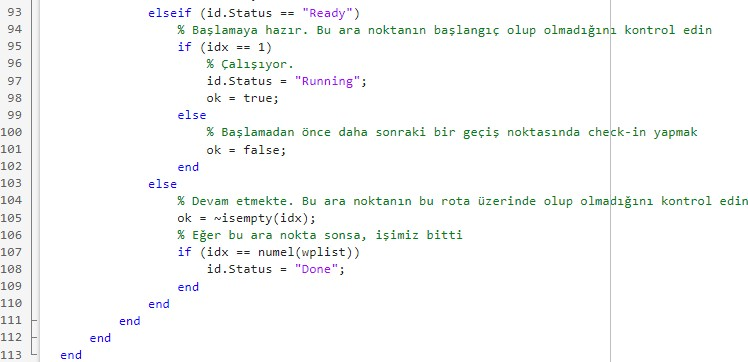 93 elseif (id.Status == "Ready")
94 % Başlamaya hazır. Bu ara noktanın başlangıç olup olmadığını kontrol edin
95 if (idx == 1)
96 % Çalışıyor.
97 id.Status = "Running";
98 ok = true;
99 else
100 % Başlamadan önce daha sonraki bir geçiş noktasında check-in yapmak
101 ok = false;
102 end
103 else
104 % Devam etmekte. Bu ara noktanın bu rota üzerinde olup olmadığını kontrol edin
105 ok = ~isempty(idx);
106 % Eğer bu ara nokta sonsa, işimiz bitti
107 if (idx == numel(wplist))
108 id.Status = "Done";
109 end
110 end
111 end
112 end
113 end